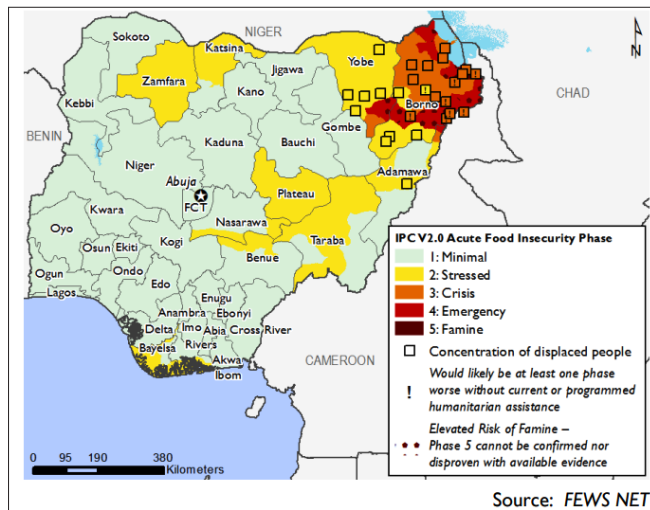 NIGER
Sokoto
Katsina
Yobe
Zamfara
Jigawa
Kano
CHAD
Kebbi
Borno
BENIN
Gombe
Kaduna
Bauchi
Niger
Adamawa
Abuja
FCT
Plateau
Kwara
Nasarawa
Oyo
Taraba
Osun
Ekiti
Kogi
Benue
Ogun
Ondo
Edo
Lagos
Enugu
Anambra
Ebonyi
Delta
Imo
Abia
Cross River
Bayelsa
Rivers
Akwa
Ibom
CAMEROON
N
IPC V2.0 Acute Food Insecurity Phase
1: Minimal
2: Stressed
3: Crisis
4: Emergency
5: Famine
Concentration of displaced people
! Would likely be at least one phase
worse without current or programmed
humanitarian assistance
Elevated Risk of Famine –
Phase 5 cannot be confirmed nor
disproven with available evidence
0 95 190 380
Kilometers
Source: FEWS NET